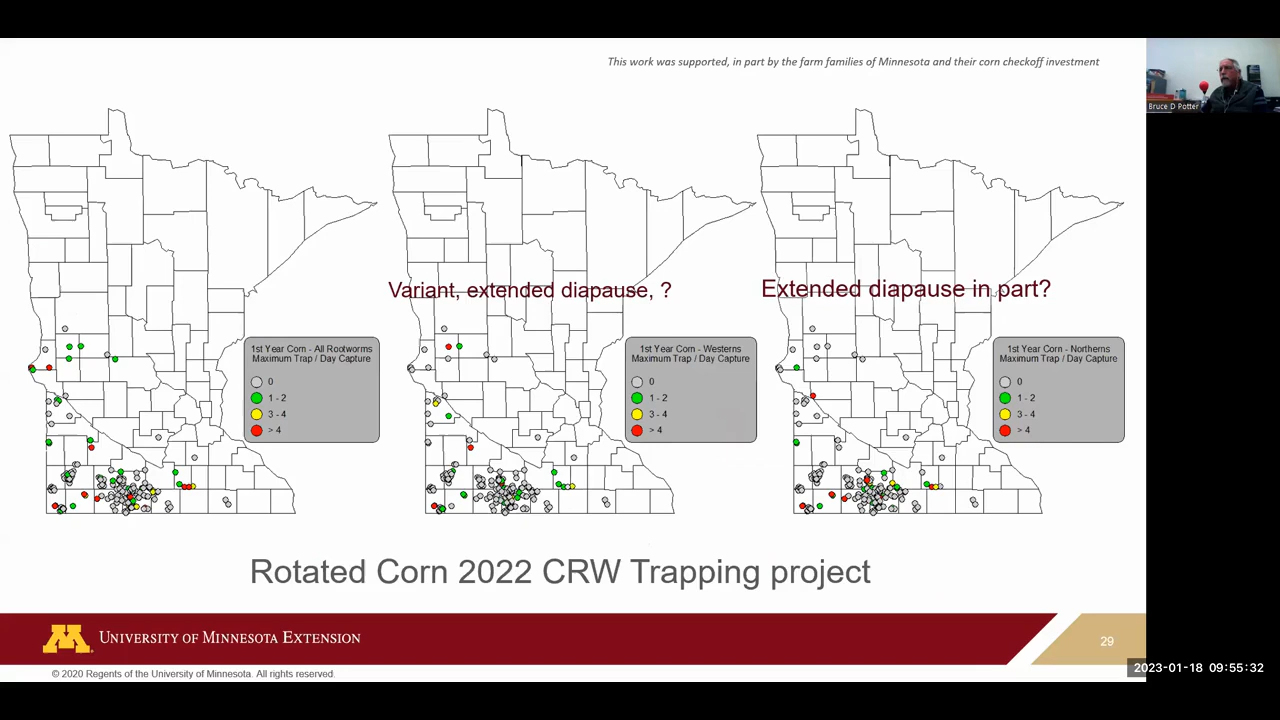 This work was supported, in part by the farm families of Minnesota and their corn checkoff investment
Bruce D Potter
Variant, extended diapause, ?
Extended diapause in part?
1st Year Corn - All Rootworms
Maximum Trap / Day Capture
0
1 - 2
3 - 4
> 4
1st Year Corn - Westerns
Maximum Trap / Day Capture
0
1 - 2
3 - 4
> 4
1st Year Corn - Northerns
Maximum Trap / Day Capture
0
1 - 2
3 - 4
> 4
Rotated Corn 2022 CRW Trapping project
M
UNIVERSITY OF MINNESOTA EXTENSION
29
© 2020 Regents of the University of Minnesota. All rights reserved.
2023-01-18 09:55:32